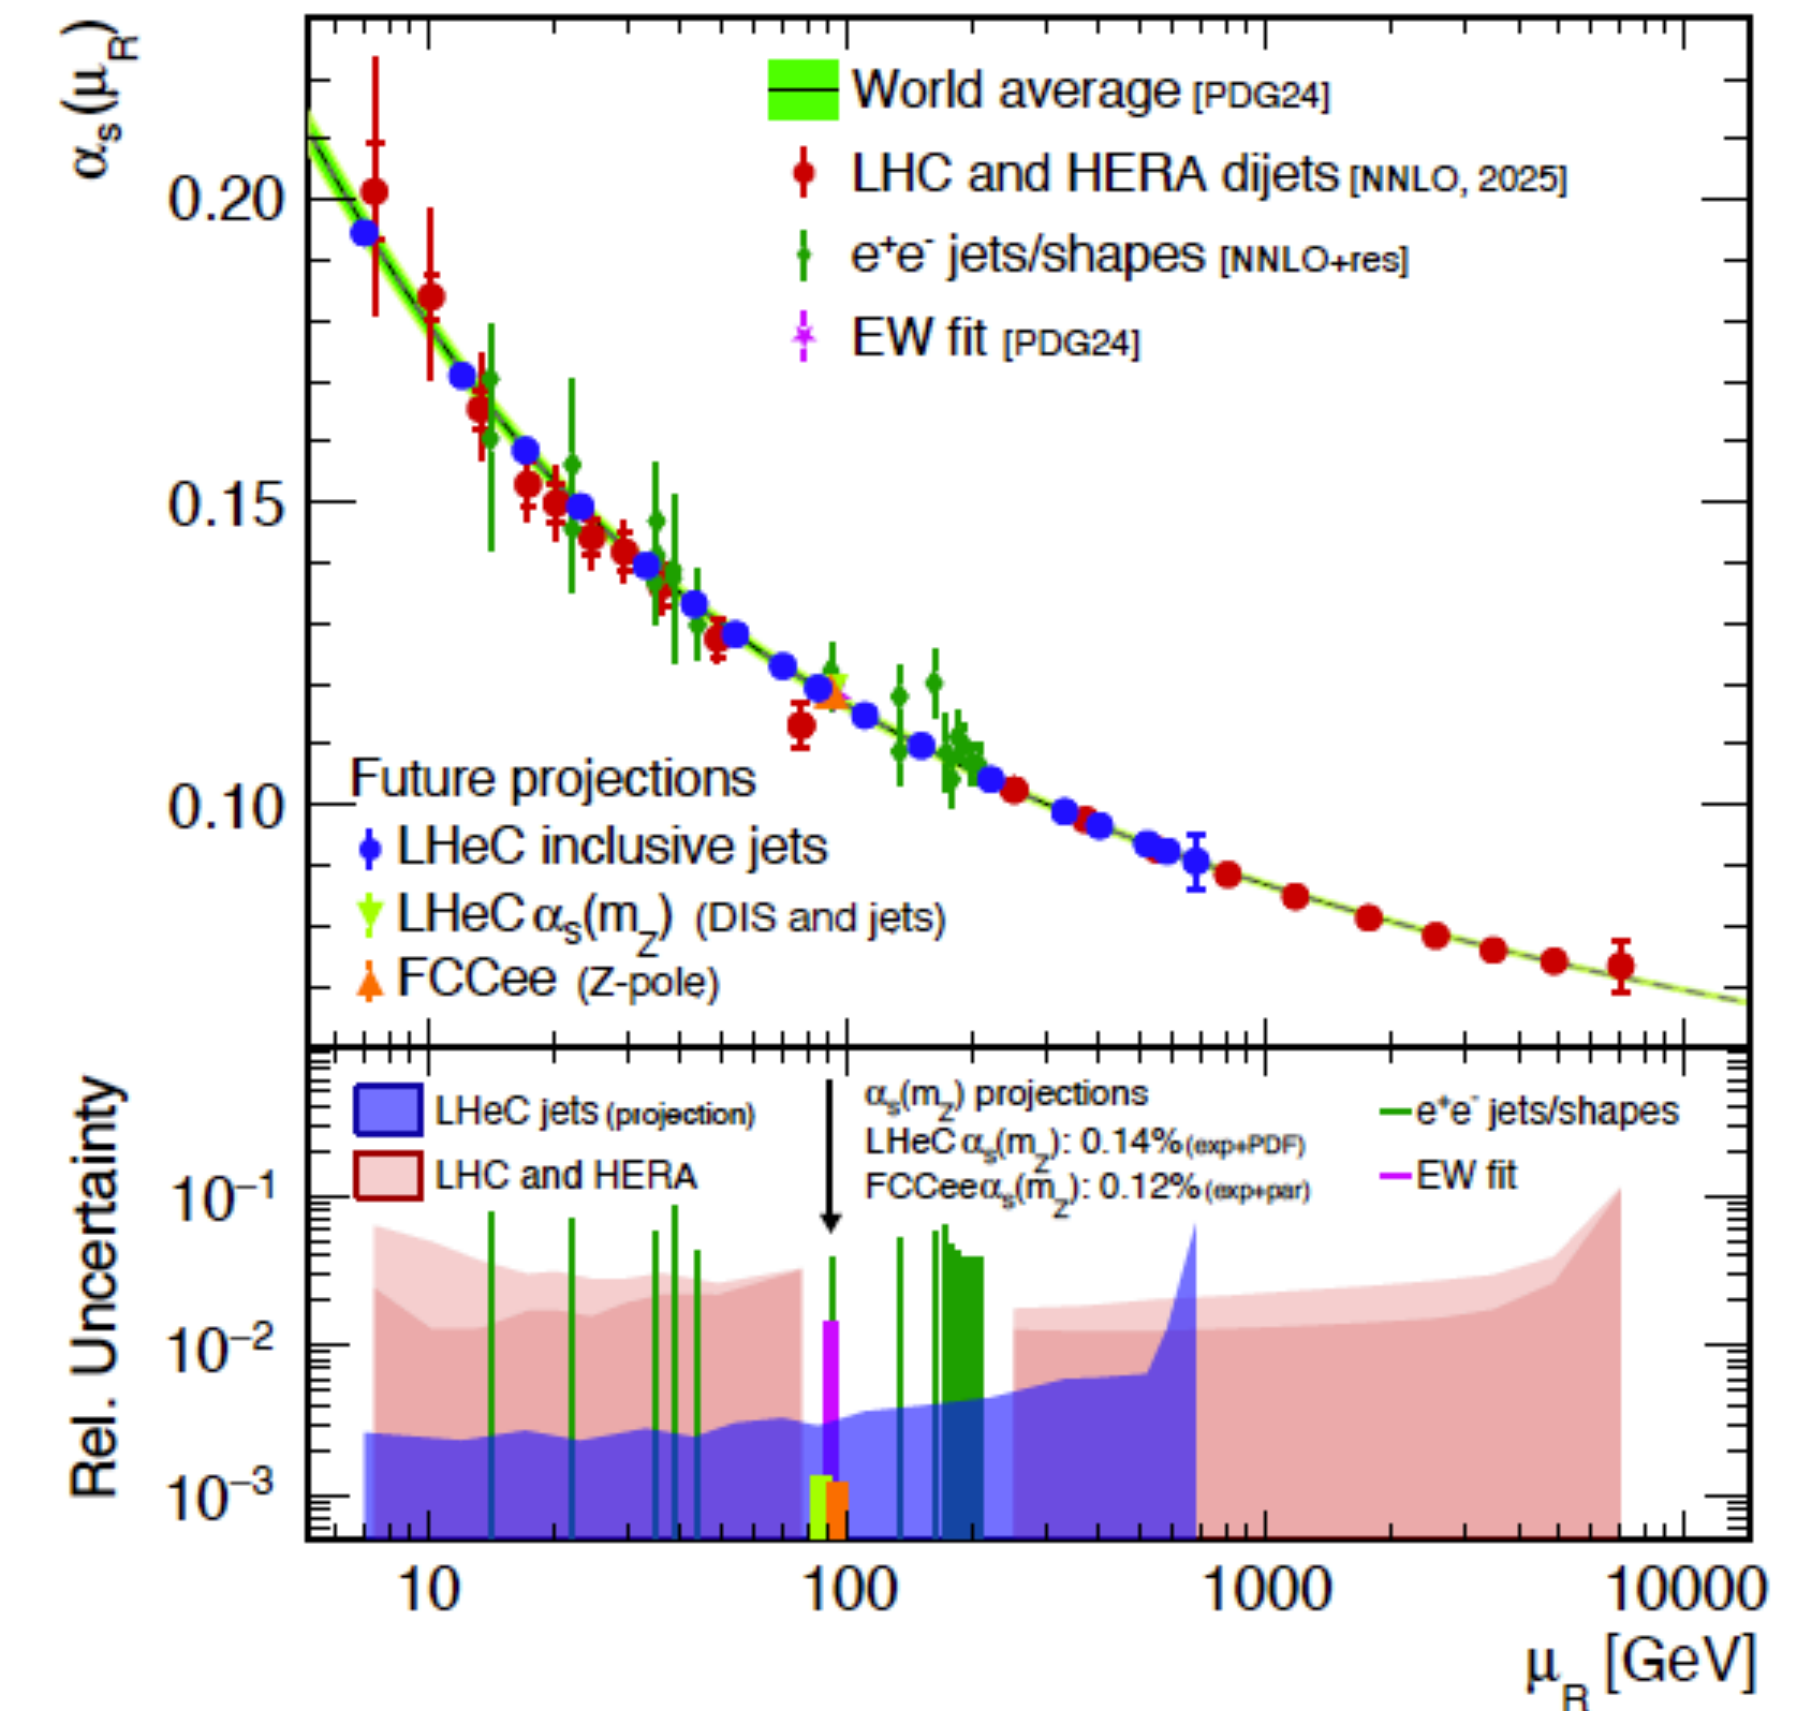 αs(μR)
World average [PDG24]
LHC and HERA dijets [NNLO, 2025]
e⁺e⁻ jets/shapes [NNLO+res]
EW fit [PDG24]
0.20
0.15
0.10
Future projections
LHeC inclusive jets
LHeC αs(mZ) (DIS and jets)
FCCee (Z-pole)
Rel. Uncertainty
LHeC jets (projection)
LHC and HERA
αs(mZ) projections
LHeC αs(mZ): 0.14% (exp+PDF)
FCCee αs(mZ): 0.12% (exp+par)
e⁺e⁻ jets/shapes
EW fit
10⁻¹
10⁻²
10⁻³
10 100 1000 10000
μR [GeV]